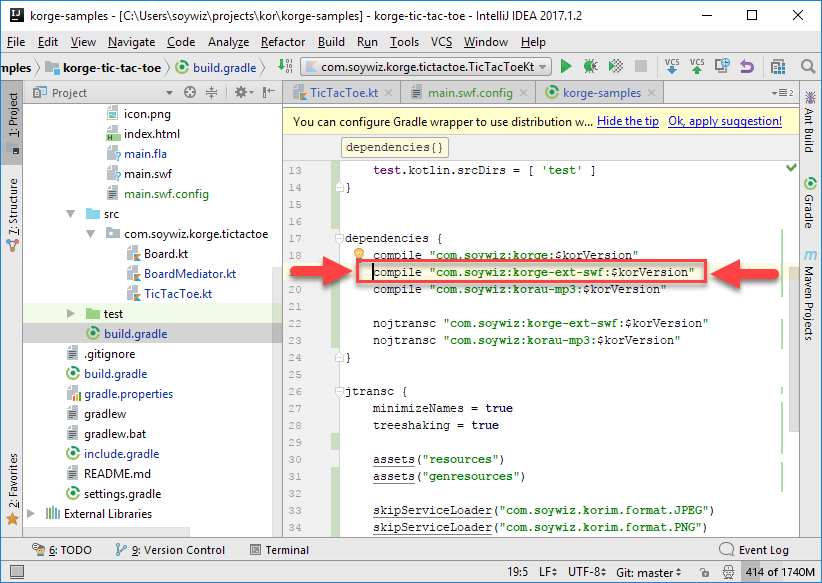 korge-samples - [C:\Users\soywiz\projects\kor\korge-samples] - korge-tic-tac-toe - IntelliJ IDEA 2017.1.2
File Edit View Navigate Code Analyze Refactor Build Run Tools VCS Window Help
mples korge-tic-tac-toe build.gradle com.soywiz.korge.tictactoe.TicTacToeKt VCS VCS
Project
TicTacToe.kt main.swf.config korge-samples 2
You can configure Gradle wrapper to use distribution w... Hide the tip Ok, apply suggestion!
dependencies{}
1: Project
7: Structure
2: Favorites
icon.png
index.html
main.fla
main.swf
main.swf.config
src
com.soywiz.korge.tictactoe
Board.kt
BoardMediator.kt
TicTacToe.kt
test
build.gradle
.gitignore
build.gradle
gradle.properties
gradlew
gradlew.bat
include.gradle
README.md
settings.gradle
External Libraries
13 test.kotlin.srcDirs = [ 'test' ]
14 }
15
16
17 dependencies {
18 compile "com.soywiz:korge:$korVersion"
compile "com.soywiz:korge-ext-swf:$korVersion"
20 compile "com.soywiz:korau-mp3:$korVersion"
21
22 nojtransc "com.soywiz:korge-ext-swf:$korVersion"
23 nojtransc "com.soywiz:korau-mp3:$korVersion"
24 }
25
26 jtransc {
27 minimizeNames = true
28 treeshaking = true
29
30 assets("resources")
31 assets("genresources")
32
33 skipServiceLoader("com.soywiz.korim.format.JPEG")
34 skipServiceLoader("com.soywiz.korim.format.PNG")
Ant Build
Gradle
m Maven Projects
6: TODO 9: Version Control Terminal Event Log
19:5 LF UTF-8 Git: master 414 of 1740M